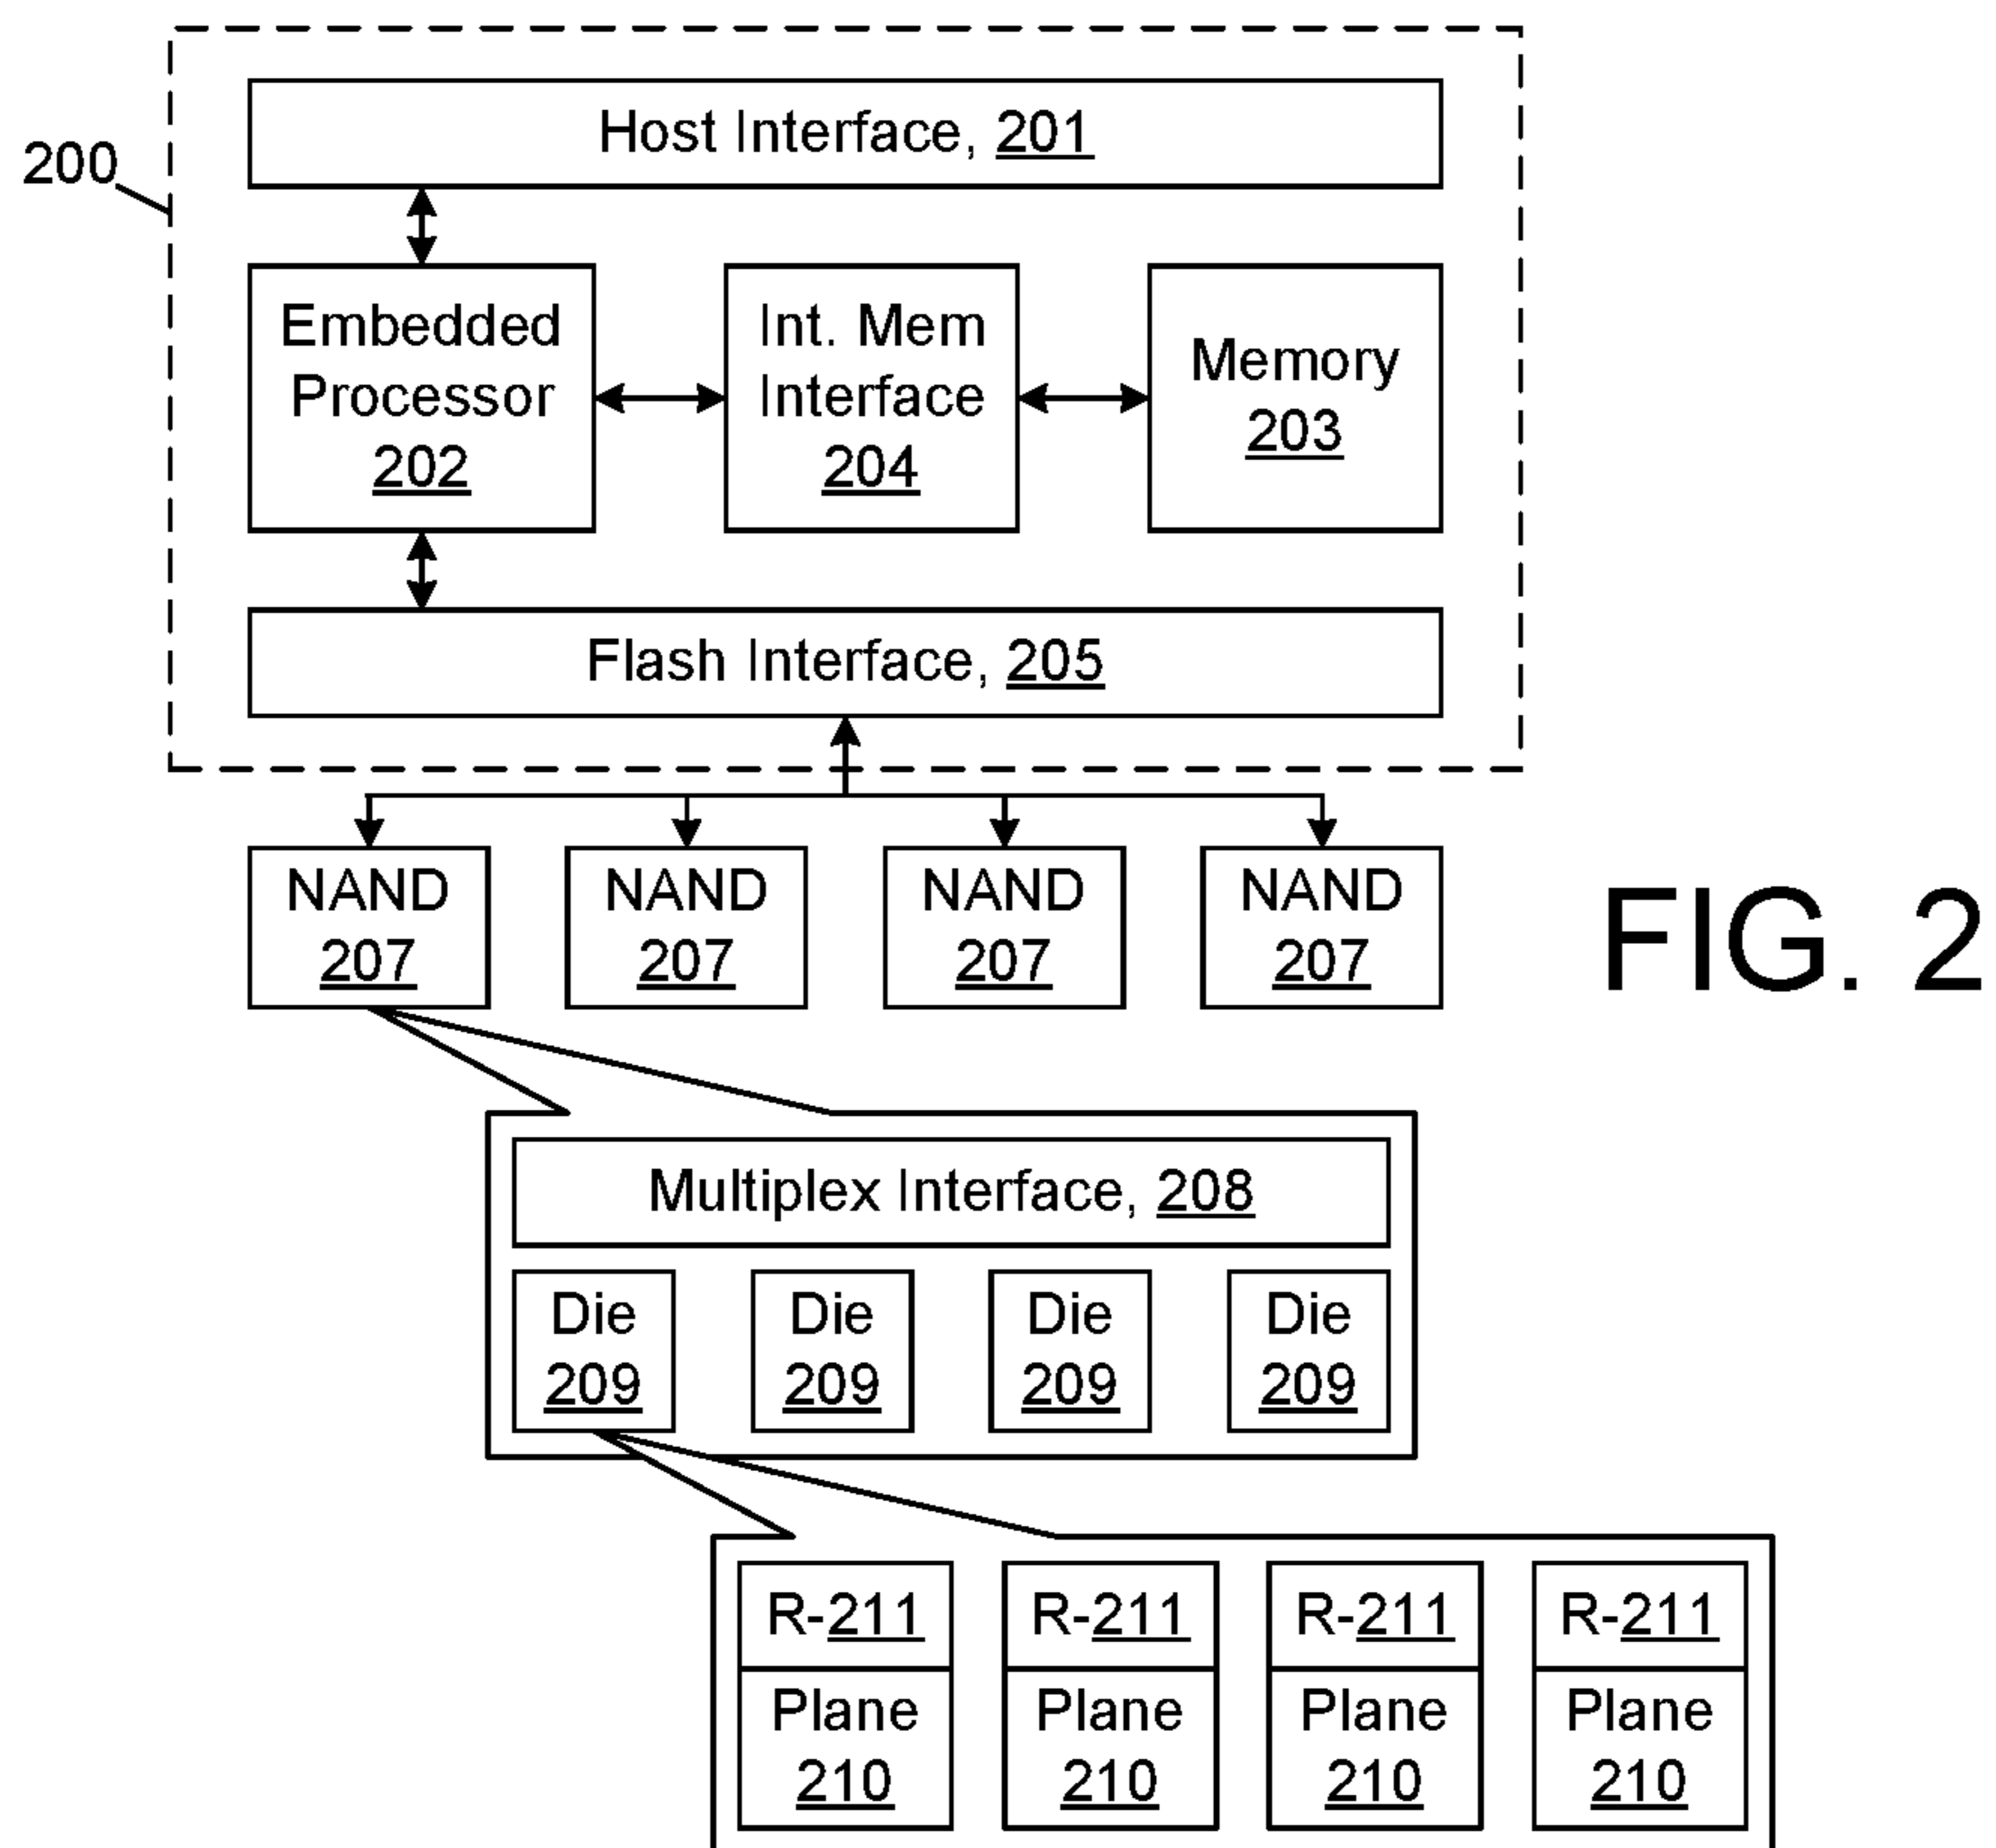 200
Host Interface, 201
Embedded
Processor
202
Int. Mem
Interface
204
Memory
203
Flash Interface, 205
NAND
207
NAND
207
NAND
207
NAND
207
FIG. 2
Multiplex Interface, 208
Die
209
Die
209
Die
209
Die
209
R-211
Plane
210
R-211
Plane
210
R-211
Plane
210
R-211
Plane
210